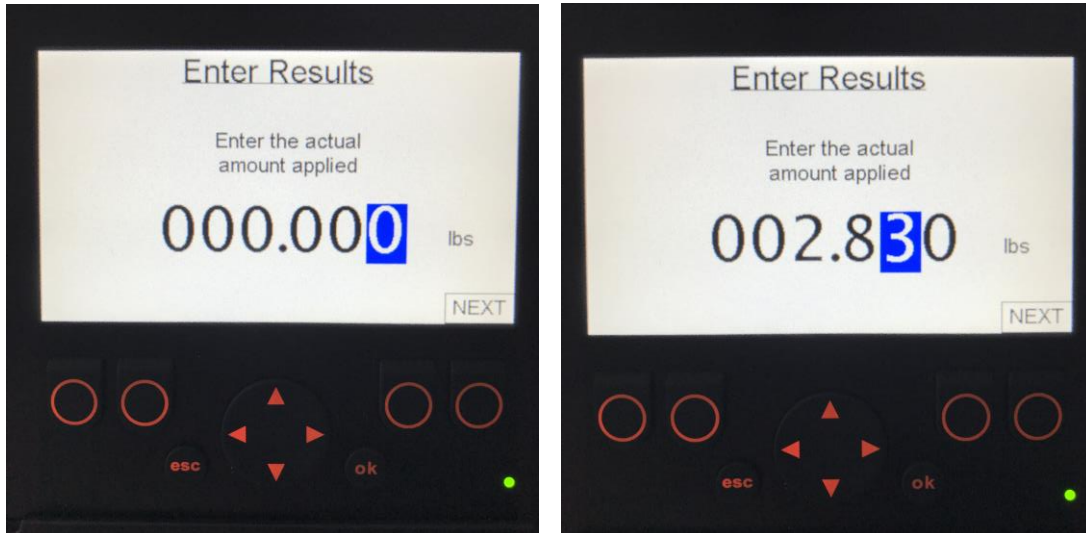 Enter Results
Enter the actual
amount applied
000.000 lbs
NEXT
esc
ok
Enter Results
Enter the actual
amount applied
002.830 lbs
NEXT
esc
ok